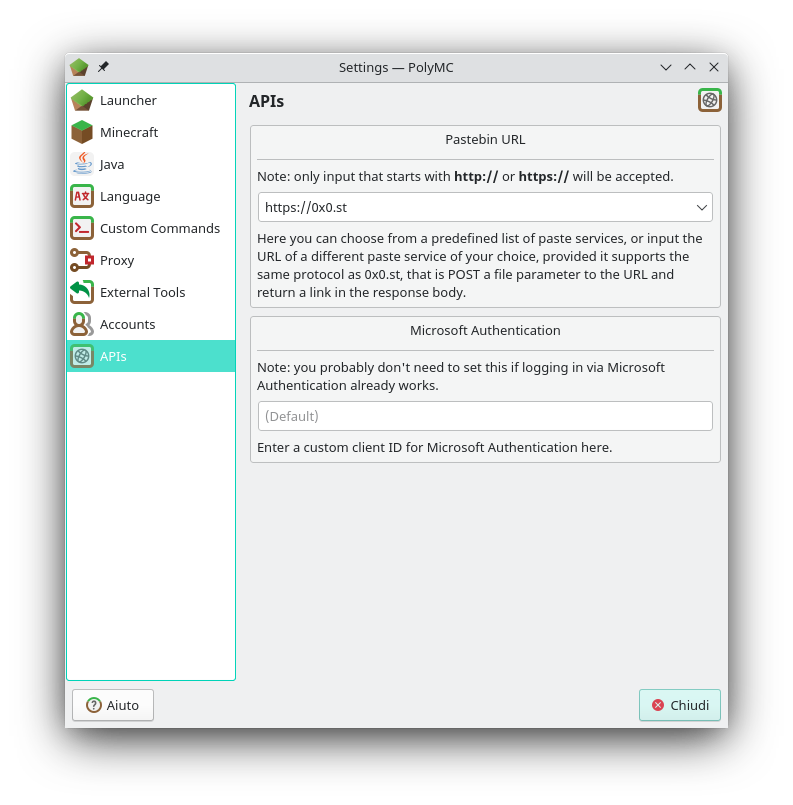 Settings — PolyMC
Launcher
Minecraft
Java
Language
Custom Commands
Proxy
External Tools
Accounts
APIs
APIs
Pastebin URL
Note: only input that starts with http:// or https:// will be accepted.
https://0x0.st
Here you can choose from a predefined list of paste services, or input the
URL of a different paste service of your choice, provided it supports the
same protocol as 0x0.st, that is POST a file parameter to the URL and
return a link in the response body.
Microsoft Authentication
Note: you probably don't need to set this if logging in via Microsoft
Authentication already works.
(Default)
Enter a custom client ID for Microsoft Authentication here.
Aiuto
Chiudi